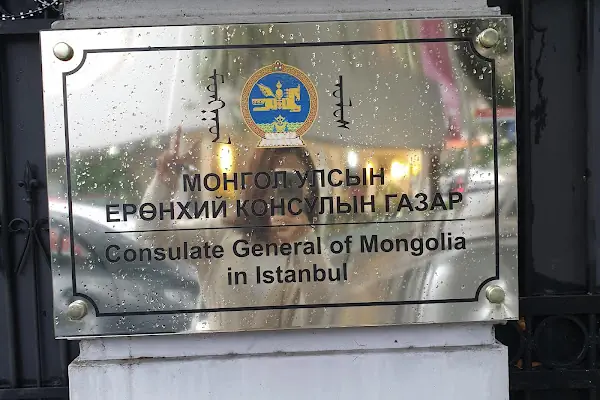 МОНГОЛ УЛСЫН
ЕРӨНХИЙ КОНСУЛЫН ГАЗАР
Consulate General of Mongolia
in Istanbul